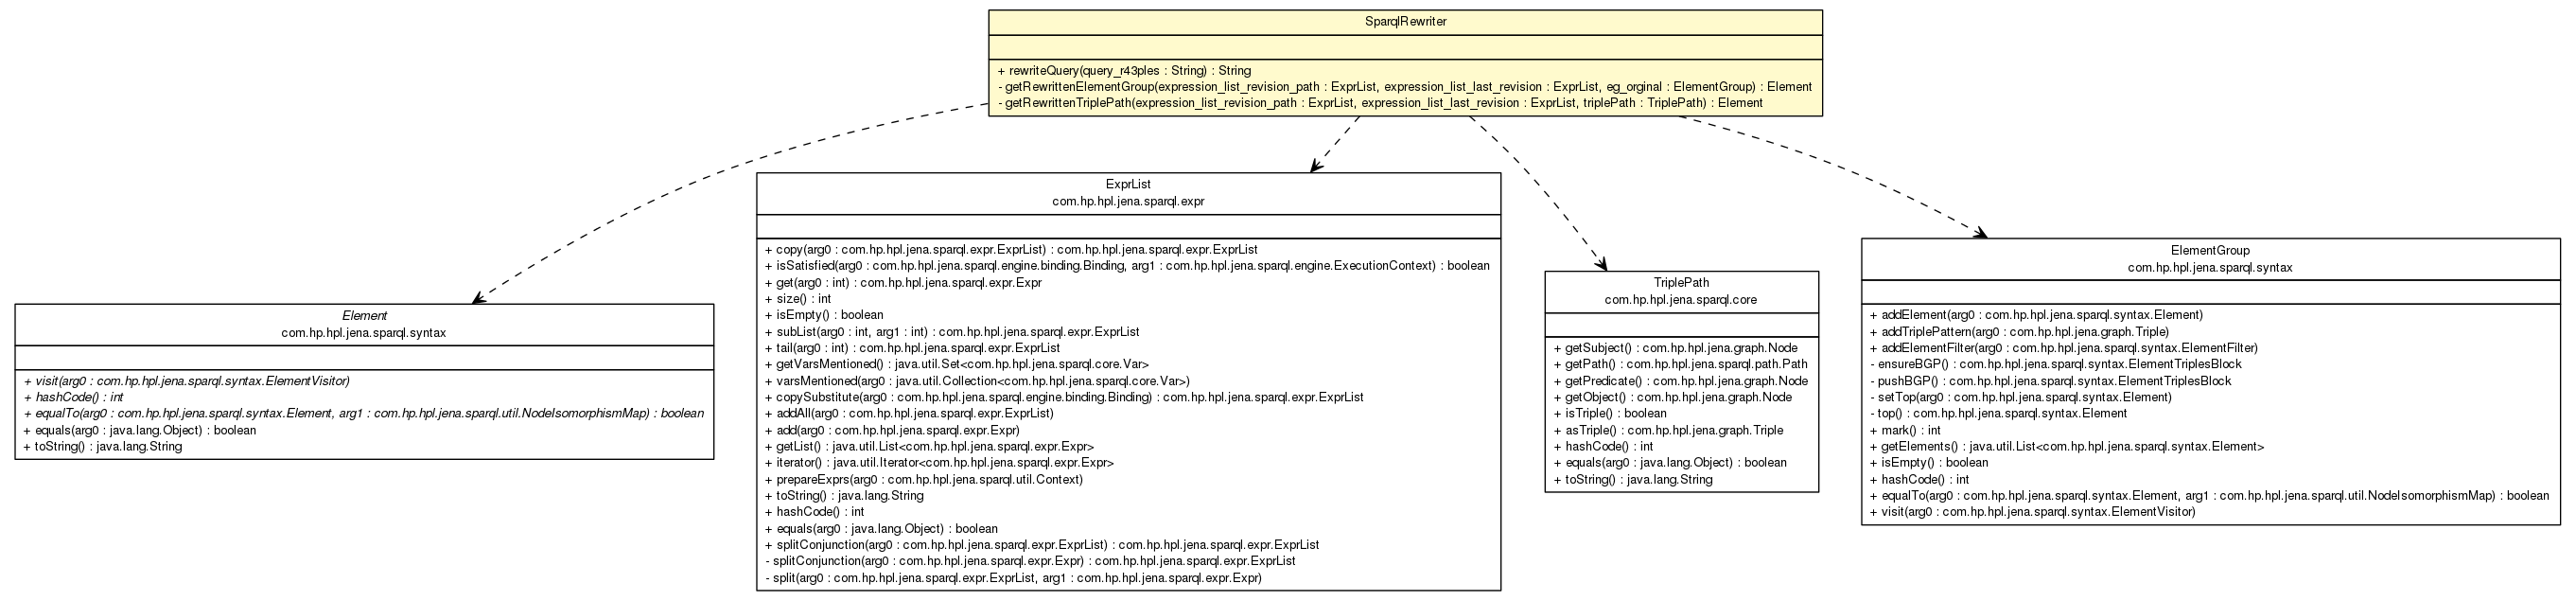 SparqlRewriter
+ rewriteQuery(query_r43ples : String) : String
- getRewrittenElementGroup(expression_list_revision_path : ExprList, expression_list_last_revision : ExprList, eg_orginal : ElementGroup) : Element
- getRewrittenTriplePath(expression_list_revision_path : ExprList, expression_list_last_revision : ExprList, triplePath : TriplePath) : Element
Element
com.hp.hpl.jena.sparql.syntax
+ visit(arg0 : com.hp.hpl.jena.sparql.syntax.ElementVisitor)
+ hashCode() : int
+ equalTo(arg0 : com.hp.hpl.jena.sparql.syntax.Element, arg1 : com.hp.hpl.jena.sparql.util.NodeIsomorphismMap) : boolean
+ equals(arg0 : java.lang.Object) : boolean
+ toString() : java.lang.String
ExprList
com.hp.hpl.jena.sparql.expr
+ copy(arg0 : com.hp.hpl.jena.sparql.expr.ExprList) : com.hp.hpl.jena.sparql.expr.ExprList
+ isSatisfied(arg0 : com.hp.hpl.jena.sparql.engine.binding.Binding, arg1 : com.hp.hpl.jena.sparql.engine.ExecutionContext) : boolean
+ get(arg0 : int) : com.hp.hpl.jena.sparql.expr.Expr
+ size() : int
+ isEmpty() : boolean
+ subList(arg0 : int, arg1 : int) : com.hp.hpl.jena.sparql.expr.ExprList
+ tail(arg0 : int) : com.hp.hpl.jena.sparql.expr.ExprList
+ getVarsMentioned() : java.util.Set<com.hp.hpl.jena.sparql.core.Var>
+ varsMentioned(arg0 : java.util.Collection<com.hp.hpl.jena.sparql.core.Var>)
+ copySubstitute(arg0 : com.hp.hpl.jena.sparql.engine.binding.Binding) : com.hp.hpl.jena.sparql.expr.ExprList
+ addAll(arg0 : com.hp.hpl.jena.sparql.expr.ExprList)
+ add(arg0 : com.hp.hpl.jena.sparql.expr.Expr)
+ getList() : java.util.List<com.hp.hpl.jena.sparql.expr.Expr>
+ iterator() : java.util.Iterator<com.hp.hpl.jena.sparql.expr.Expr>
+ prepareExprs(arg0 : com.hp.hpl.jena.sparql.util.Context)
+ toString() : java.lang.String
+ hashCode() : int
+ equals(arg0 : java.lang.Object) : boolean
+ splitConjunction(arg0 : com.hp.hpl.jena.sparql.expr.ExprList) : com.hp.hpl.jena.sparql.expr.ExprList
- splitConjunction(arg0 : com.hp.hpl.jena.sparql.expr.Expr) : com.hp.hpl.jena.sparql.expr.ExprList
- split(arg0 : com.hp.hpl.jena.sparql.expr.ExprList, arg1 : com.hp.hpl.jena.sparql.expr.Expr)
TriplePath
com.hp.hpl.jena.sparql.core
+ getSubject() : com.hp.hpl.jena.graph.Node
+ getPath() : com.hp.hpl.jena.sparql.path.Path
+ getPredicate() : com.hp.hpl.jena.graph.Node
+ getObject() : com.hp.hpl.jena.graph.Node
+ isTriple() : boolean
+ asTriple() : com.hp.hpl.jena.graph.Triple
+ hashCode() : int
+ equals(arg0 : java.lang.Object) : boolean
+ toString() : java.lang.String
ElementGroup
com.hp.hpl.jena.sparql.syntax
+ addElement(arg0 : com.hp.hpl.jena.sparql.syntax.Element)
+ addTriplePattern(arg0 : com.hp.hpl.jena.graph.Triple)
+ addElementFilter(arg0 : com.hp.hpl.jena.sparql.syntax.ElementFilter)
- ensureBGP() : com.hp.hpl.jena.sparql.syntax.ElementTriplesBlock
- pushBGP() : com.hp.hpl.jena.sparql.syntax.ElementTriplesBlock
- setTop(arg0 : com.hp.hpl.jena.sparql.syntax.Element)
- top() : com.hp.hpl.jena.sparql.syntax.Element
+ mark() : int
+ getElements() : java.util.List<com.hp.hpl.jena.sparql.syntax.Element>
+ isEmpty() : boolean
+ hashCode() : int
+ equalTo(arg0 : com.hp.hpl.jena.sparql.syntax.Element, arg1 : com.hp.hpl.jena.sparql.util.NodeIsomorphismMap) : boolean
+ visit(arg0 : com.hp.hpl.jena.sparql.syntax.ElementVisitor)